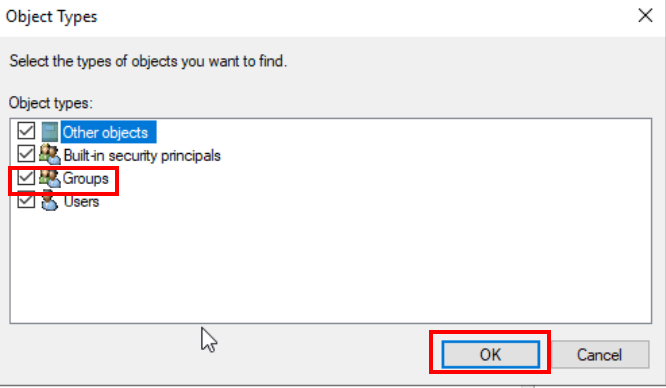 Object Types
Select the types of objects you want to find.
Object types:
Other objects
Built-in security principals
Groups
Users
OK
Cancel